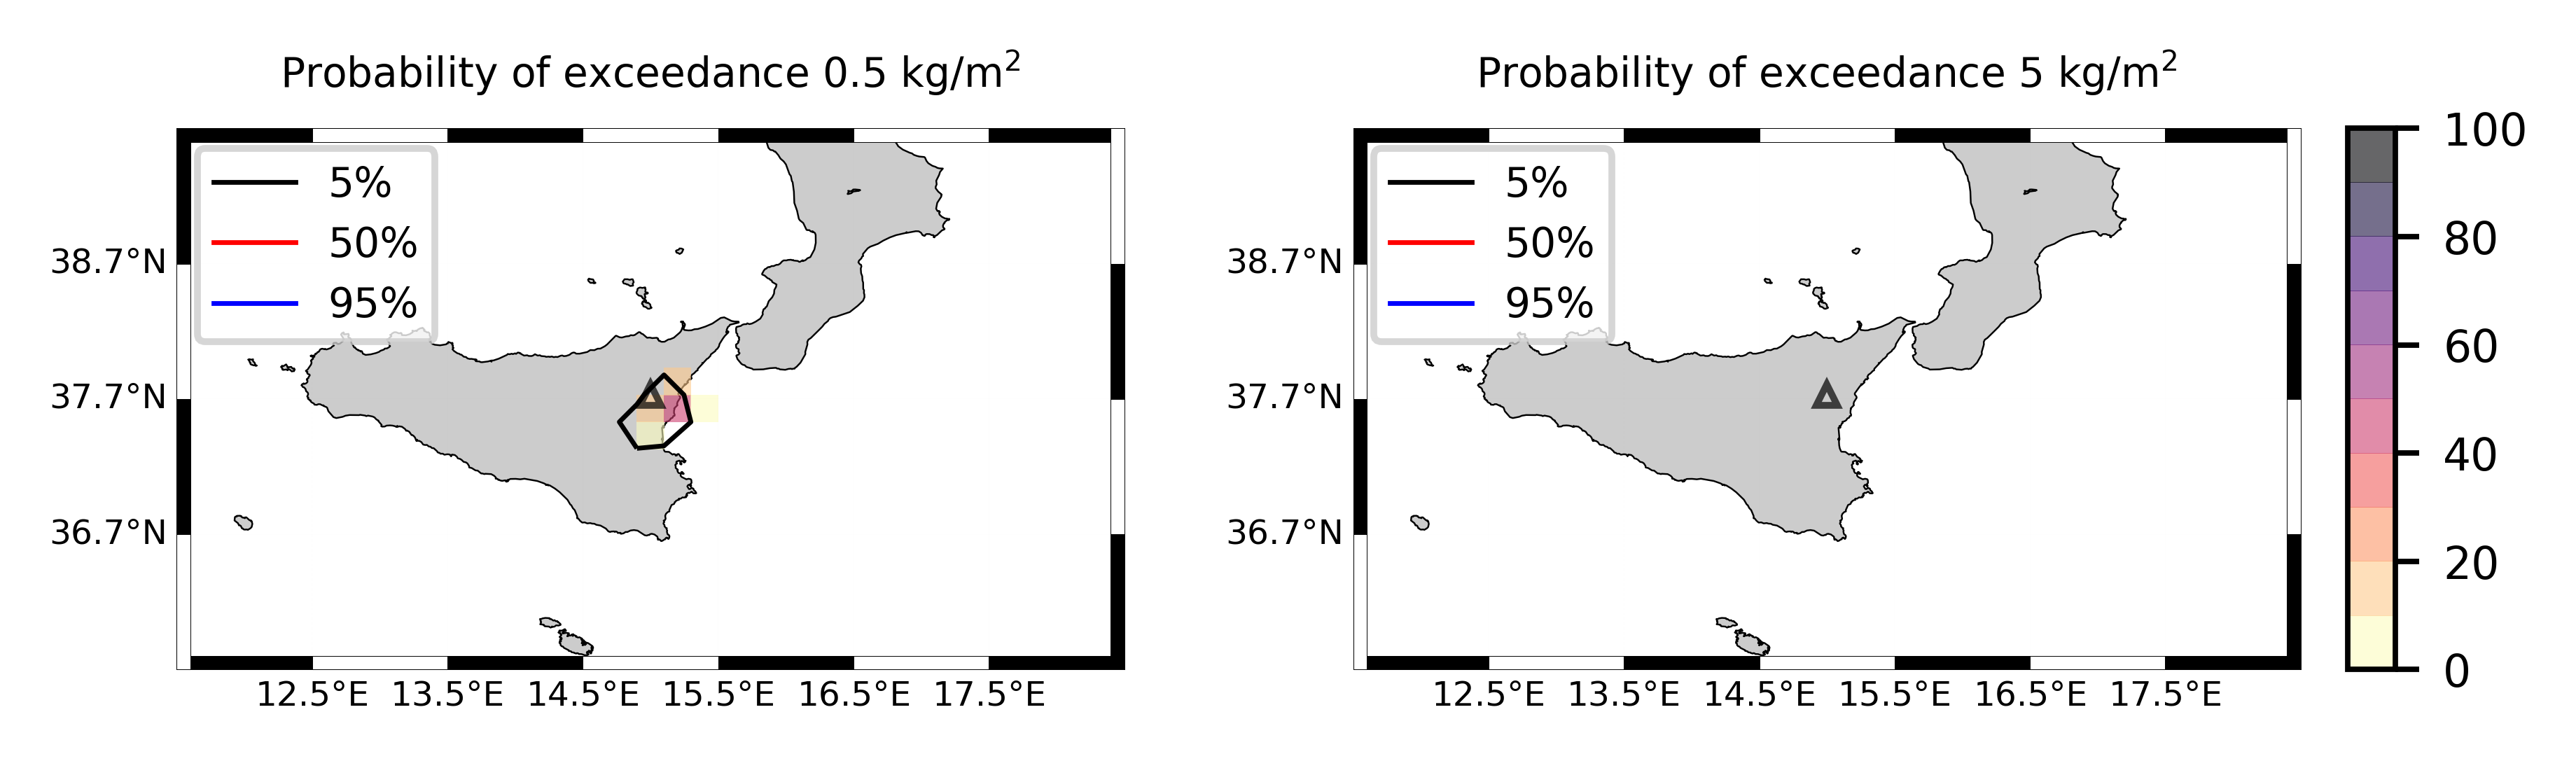 Probability of exceedance 0.5 kg/m²
5%
50%
95%
38.7°N
37.7°N
36.7°N
12.5°E 13.5°E 14.5°E 15.5°E 16.5°E 17.5°E
Probability of exceedance 5 kg/m²
5%
50%
95%
38.7°N
37.7°N
36.7°N
12.5°E 13.5°E 14.5°E 15.5°E 16.5°E 17.5°E
100
80
60
40
20
0